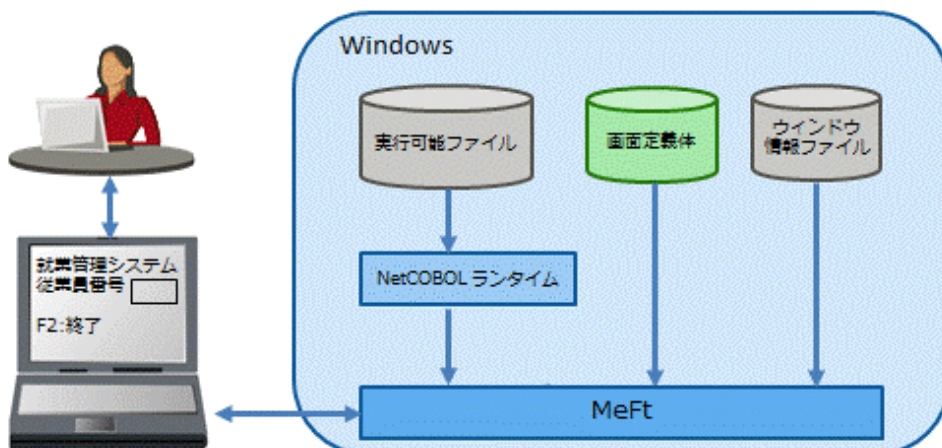 Windows
実行可能ファイル
画面定義体
ウインドウ
情報ファイル
NetCOBOL ランタイム
就業管理システム
従業員番号
F2:終了
MeFt